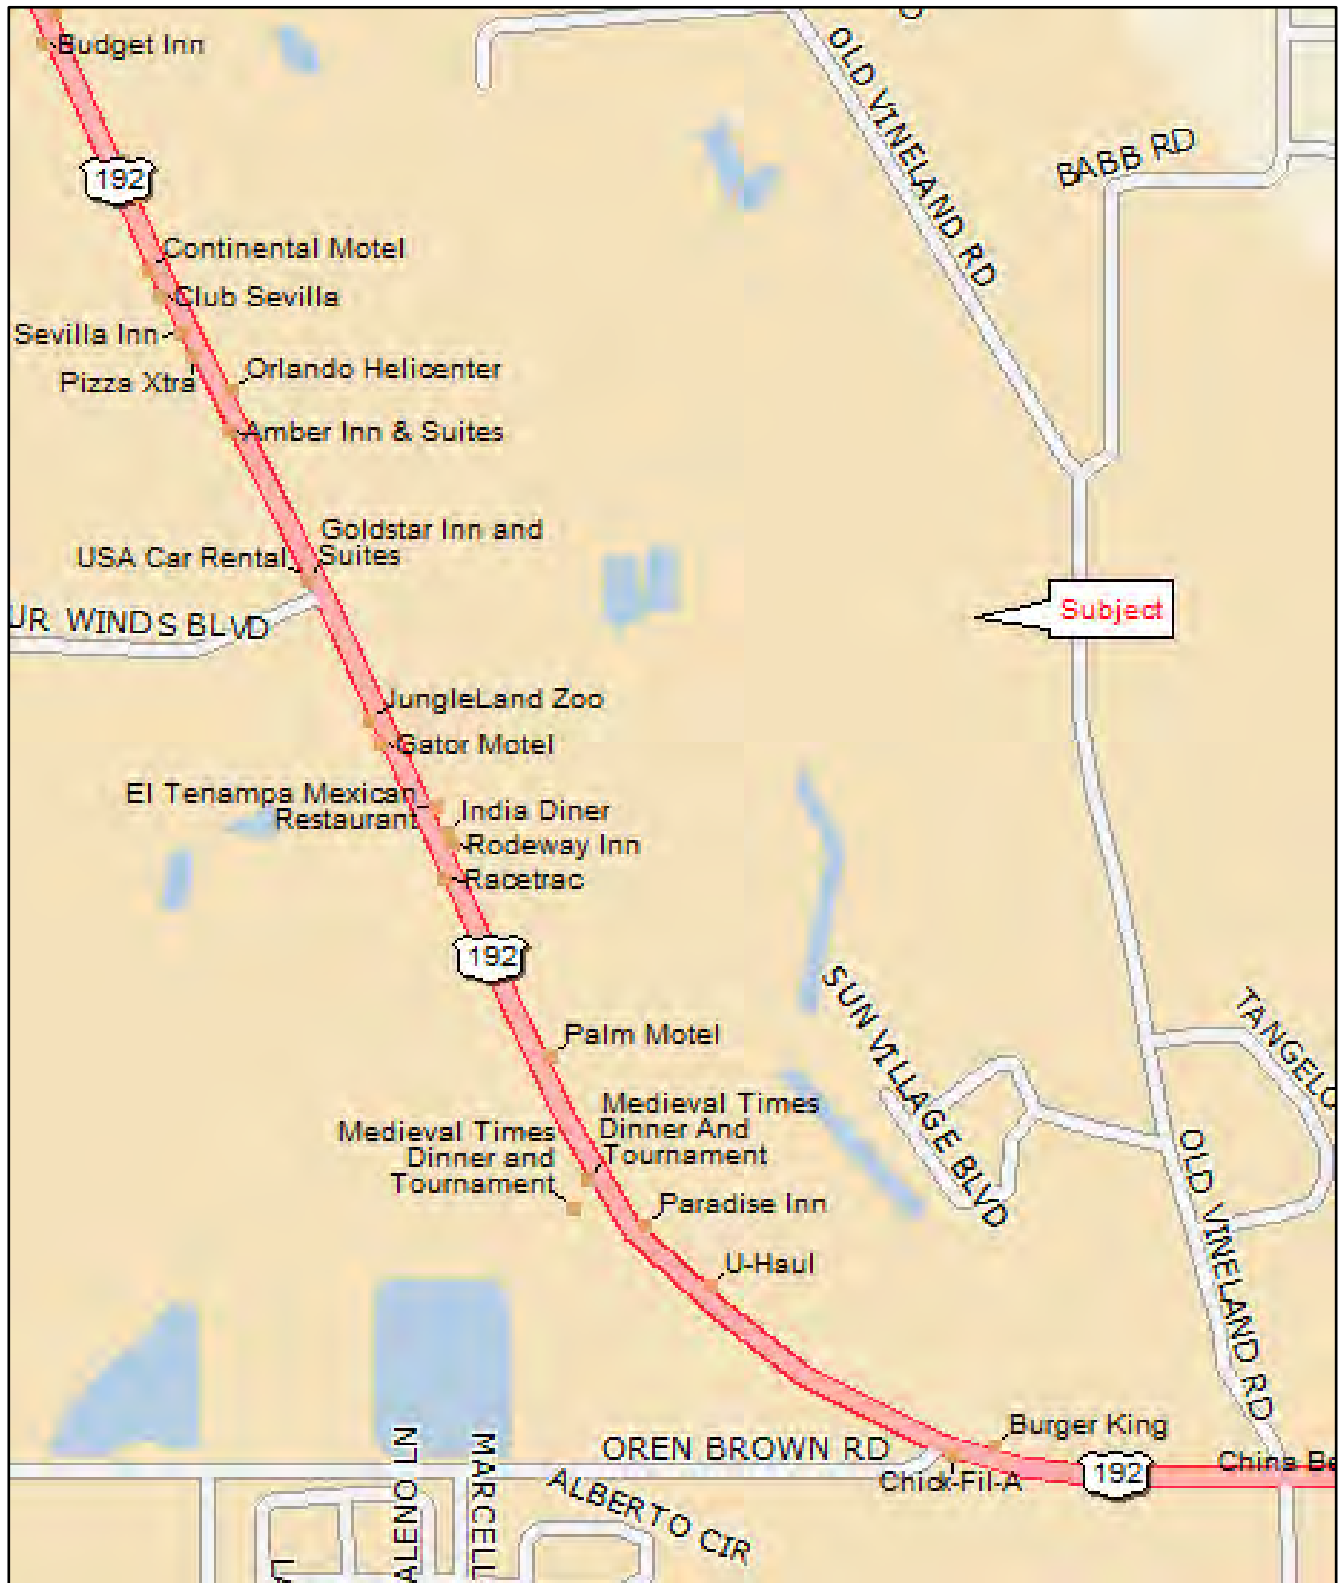 Budget Inn
OLD VINELAND RD
BABB RD
192
Continental Motel
Club Sevilla
Sevilla Inn
Orlando Helicenter
Pizza Xtra
Amber Inn & Suites
Goldstar Inn and
Suites
USA Car Rental
Subject
UR WINDS BLVD
JungleLand Zoo
Gator Motel
El Tenampa Mexican
Restaurant
India Diner
Rodeway Inn
Racetrac
192
SUN VILLAGE BLVD
TANGELO
Palm Motel
Medieval Times
Dinner And
Tournament
Medieval Times
Dinner and
Tournament
OLD VINELAND RD
Paradise Inn
U-Haul
Burger King
OREN BROWN RD
China Be
192
Chick-Fil-A
ALENO LN
MARCELL
ALBERTO CIR